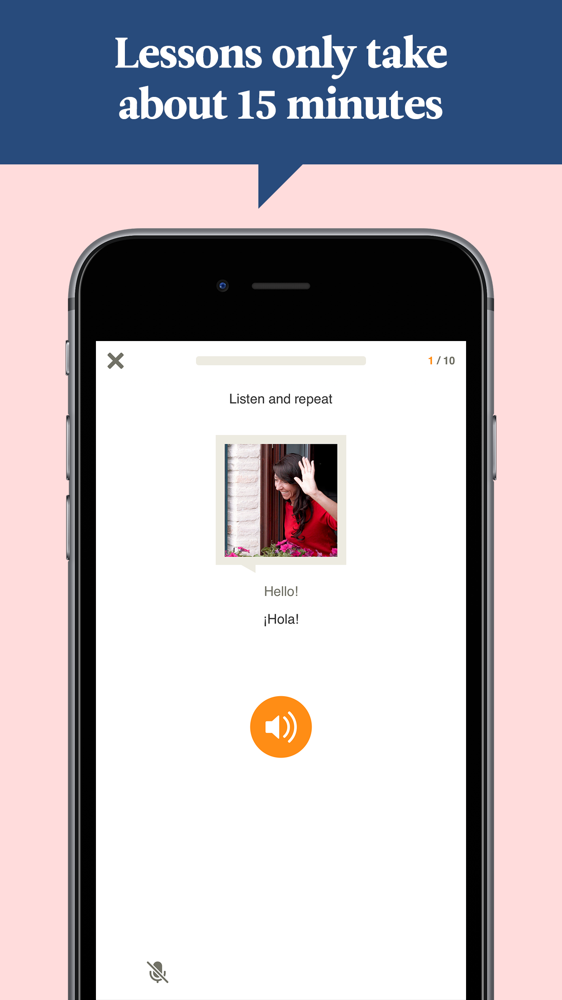 Lessons only take
about 15 minutes
1 / 10
Listen and repeat
Hello!
¡Hola!